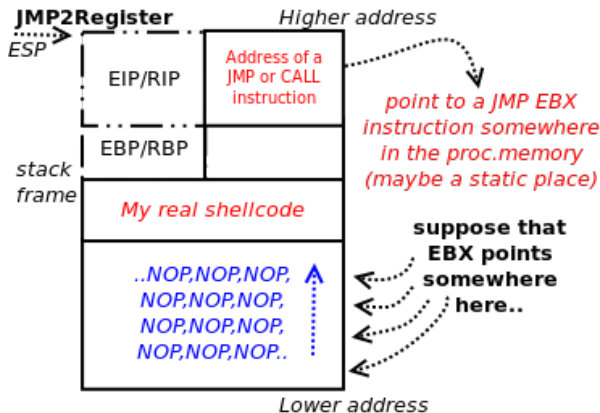 JMP2Register
Higher address
ESP
EIP/RIP
Address of a
JMP or CALL
instruction
point to a JMP EBX
instruction somewhere
in the proc.memory
(maybe a static place)
EBP/RBP
stack
frame
My real shellcode
suppose that
EBX points
somewhere
here..
..NOP,NOP,NOP,
NOP,NOP,NOP,
NOP,NOP,NOP,
NOP,NOP,NOP..
Lower address